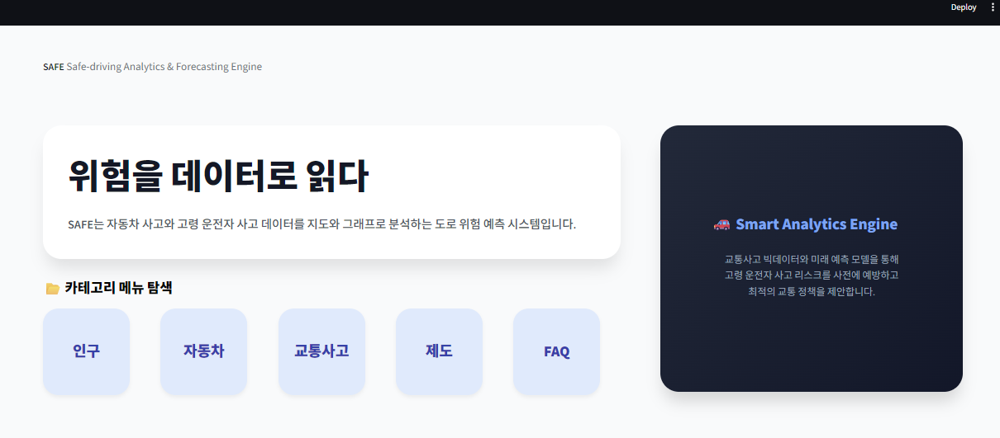 Deploy
SAFE Safe-driving Analytics & Forecasting Engine
위험을 데이터로 읽다
SAFE는 자동차 사고와 고령 운전자 사고 데이터를 지도와 그래프로 분석하는 도로 위험 예측 시스템입니다.
카테고리 메뉴 탐색
인구
자동차
교통사고
제도
FAQ
Smart Analytics Engine
교통사고 빅데이터와 미래 예측 모델을 통해
고령 운전자 사고 리스크를 사전에 예방하고
최적의 교통 정책을 제안합니다.